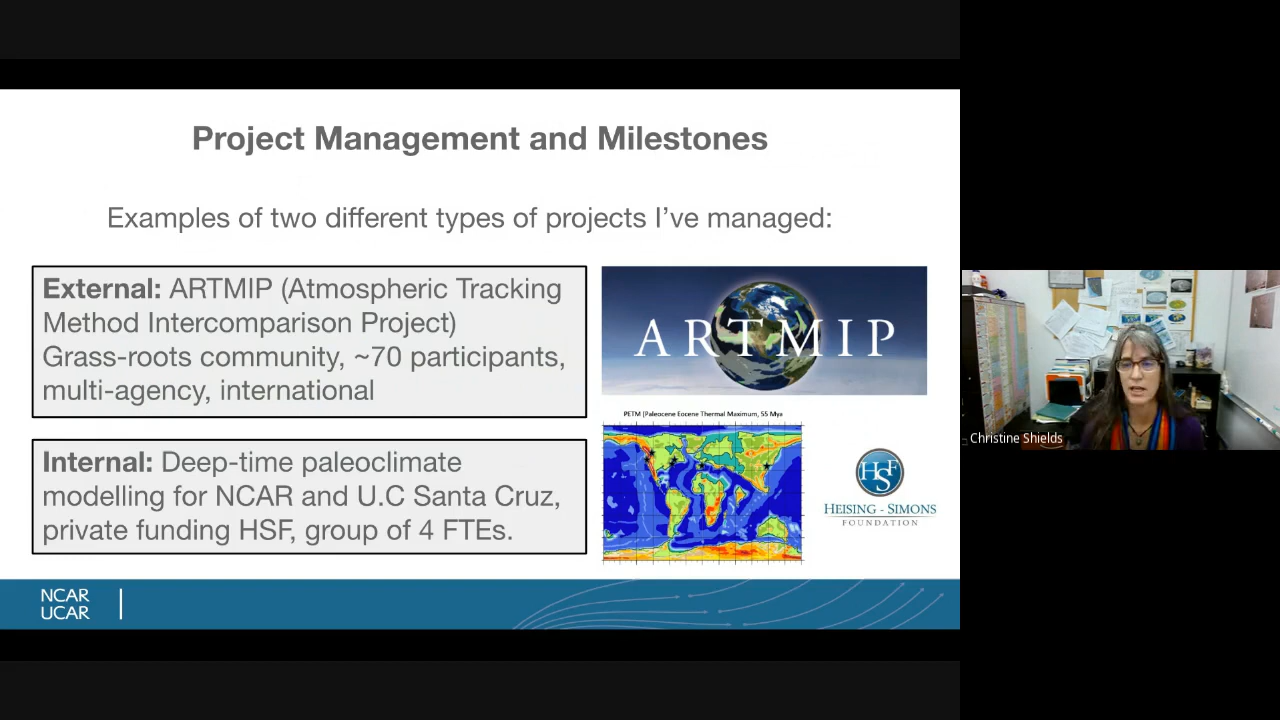 Project Management and Milestones
Examples of two different types of projects I've managed:
External: ARTMIP (Atmospheric Tracking
Method Intercomparison Project)
Grass-roots community, ~70 participants,
multi-agency, international
ARTMIP
PETM (Paleocene Eocene Thermal Maximum, 55 Mya
Internal: Deep-time paleoclimate
modelling for NCAR and U.C Santa Cruz,
private funding HSF, group of 4 FTEs.
HSF
HEISING - SIMONS
FOUNDATION
NCAR
UCAR
Christine Shields